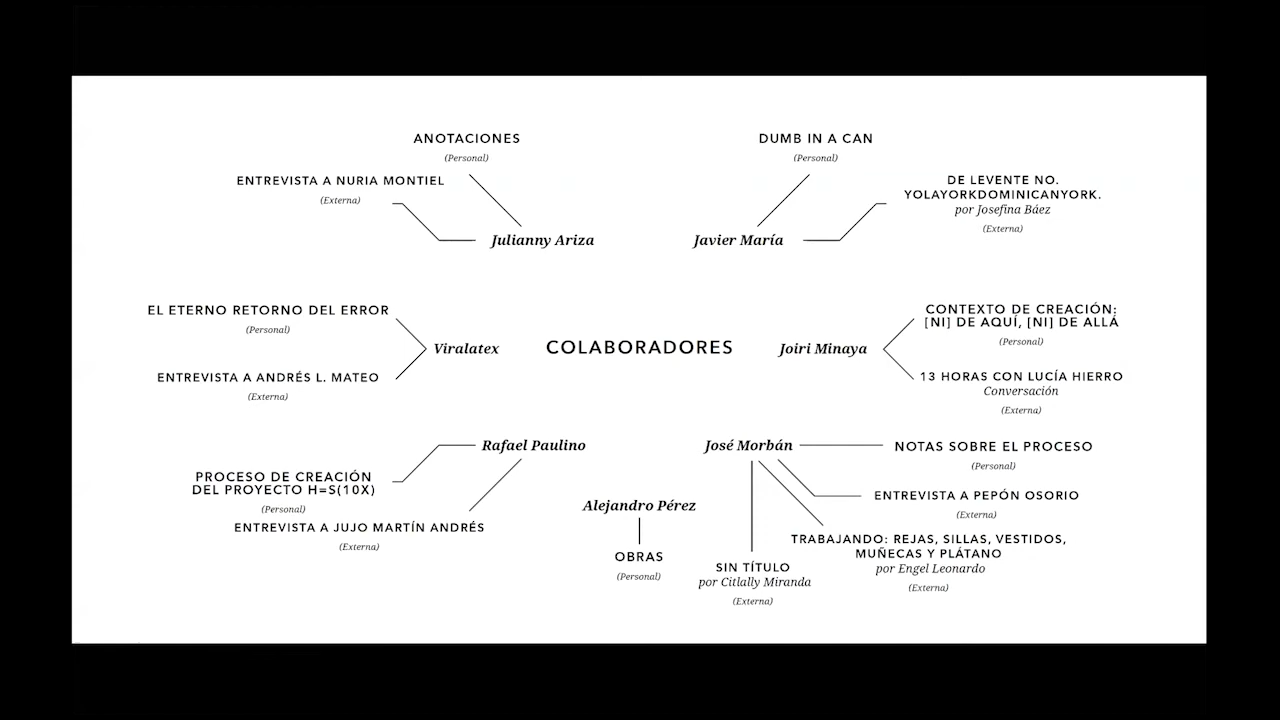 ANOTACIONES
(Personal)
ENTREVISTA A NURIA MONTIEL
(Externa)
Julianny Ariza
DUMB IN A CAN
(Personal)
DE LEVENTE NO.
YOLAYORKDOMINICANYORK.
por Josefina Báez
(Externa)
Javier María
EL ETERNO RETORNO DEL ERROR
(Personal)
Viralatex
ENTREVISTA A ANDRÉS L. MATEO
(Externa)
COLABORADORES
Joiri Minaya
CONTEXTO DE CREACIÓN:
[NI] DE AQUÍ, [NI] DE ALLÁ
(Personal)
13 HORAS CON LUCÍA HIERRO
Conversación
(Externa)
Rafael Paulino
PROCESO DE CREACIÓN
DEL PROYECTO H=S(10X)
(Personal)
ENTREVISTA A JUJO MARTÍN ANDRÉS
(Externa)
Alejandro Pérez
OBRAS
(Personal)
José Morbán
NOTAS SOBRE EL PROCESO
(Personal)
ENTREVISTA A PEPÓN OSORIO
(Externa)
TRABAJANDO: REJAS, SILLAS, VESTIDOS,
MUÑECAS Y PLÁTANO
por Engel Leonardo
(Externa)
SIN TÍTULO
por Citlally Miranda
(Externa)